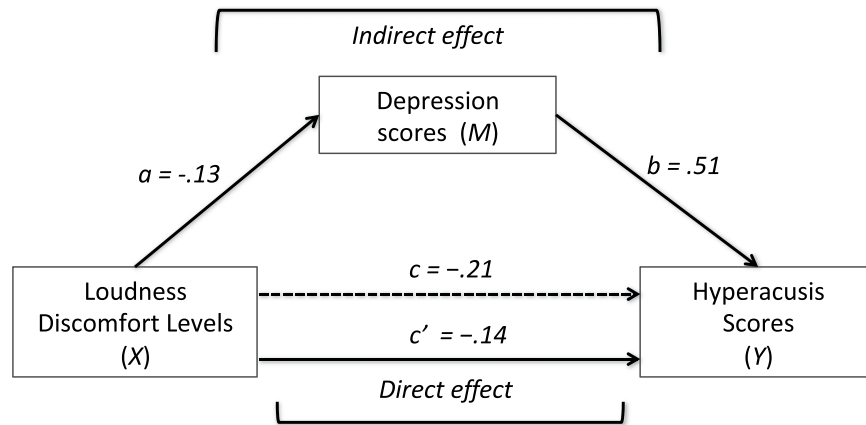 Indirect effect
Depression
scores (M)
a = -.13
b = .51
Loudness
Discomfort Levels
(X)
c = −.21
c’ = −.14
Hyperacusis
Scores
(Y)
Direct effect